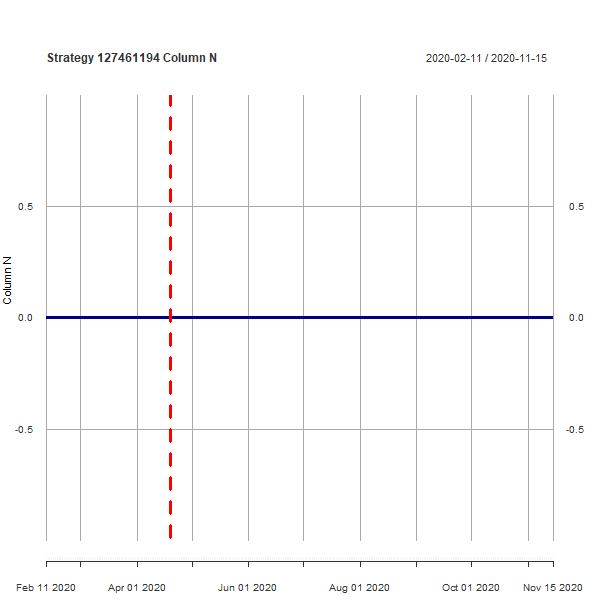 Strategy 127461194 Column N
2020-02-11 / 2020-11-15
0.5
0.5
Column N
0.0
0.0
-0.5
-0.5
Feb 11 2020
Apr 01 2020
Jun 01 2020
Aug 01 2020
Oct 01 2020
Nov 15 2020